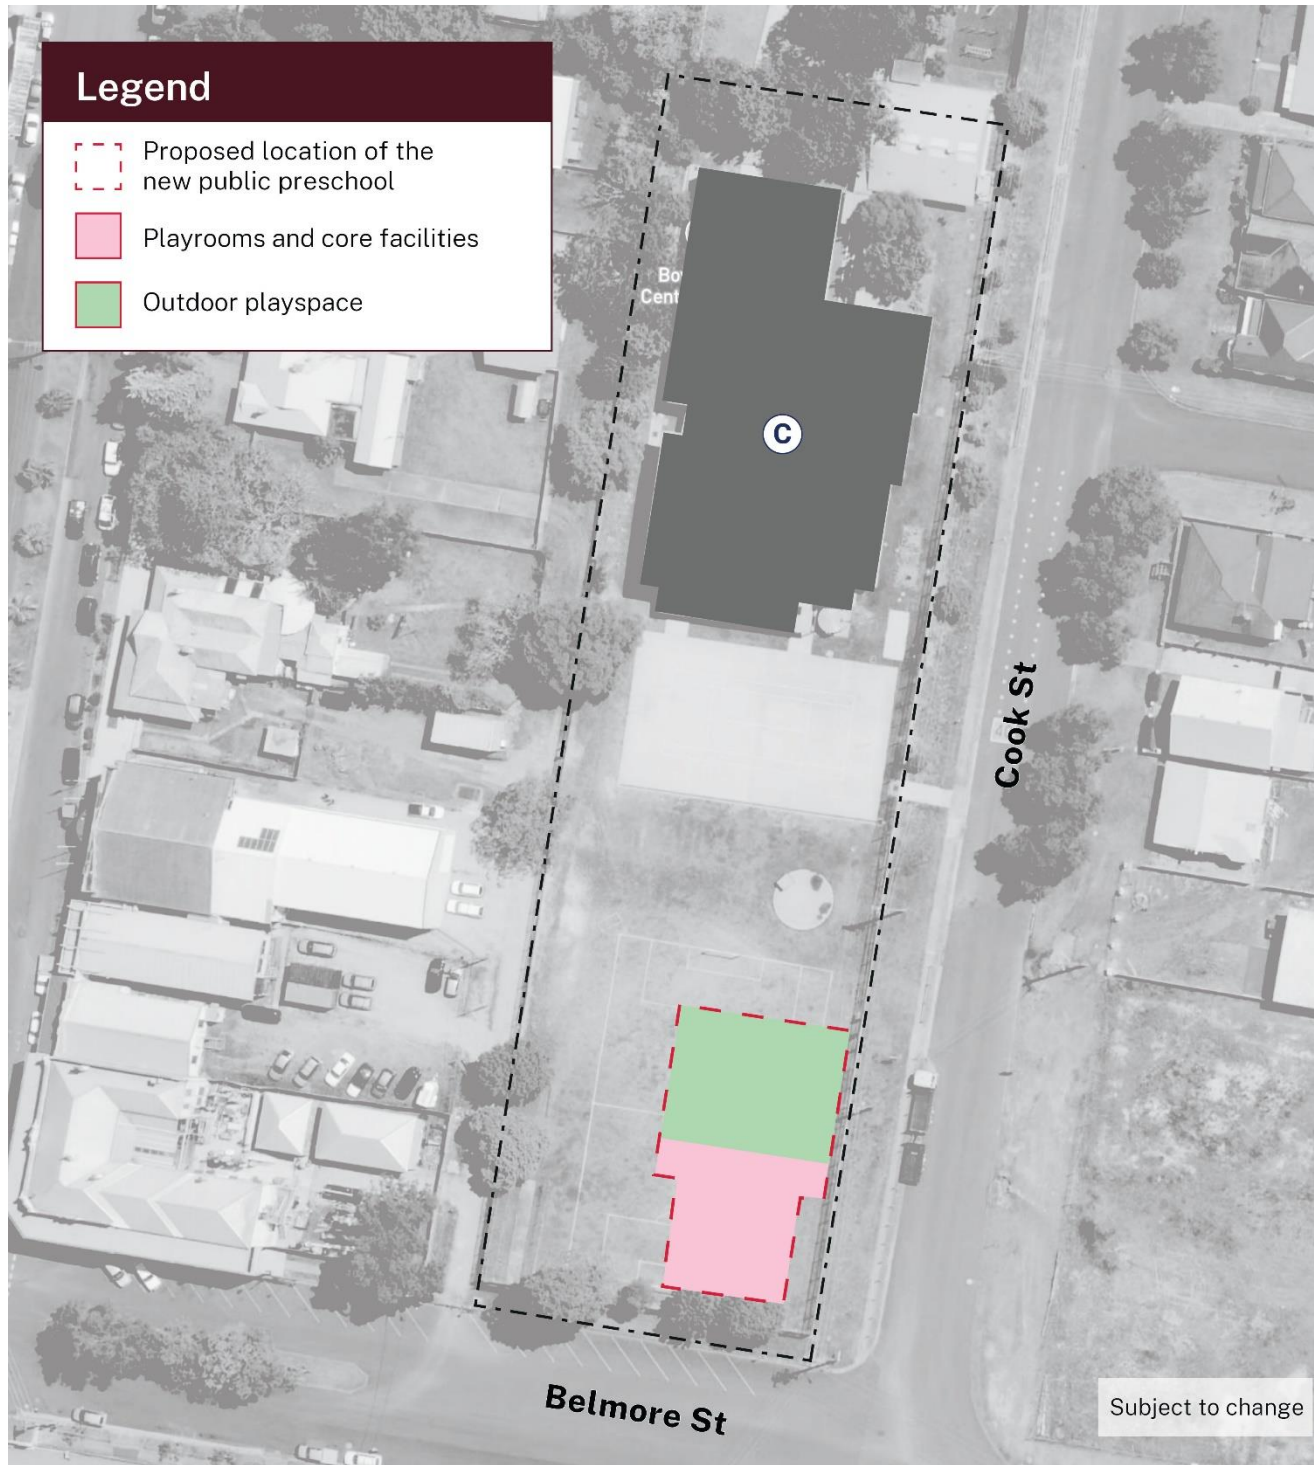 Legend
Proposed location of the
new public preschool
Playrooms and core facilities
Outdoor playspace
C
Cook St
Belmore St
Subject to change